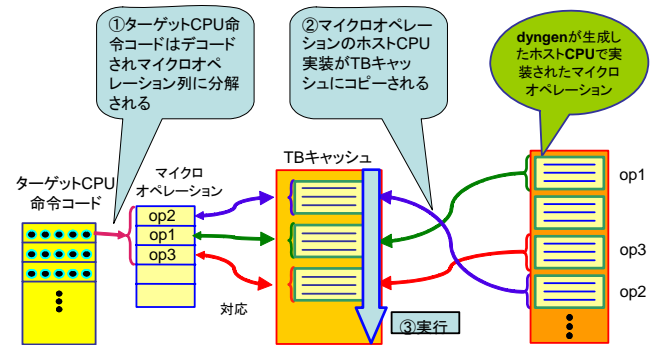 ①ターゲットCPU命
令コードはデコード
されマイクロオペ
レーション列に分解
される
②マイクロオペレー
ションのホストCPU
実装がTBキャッ
シュにコピーされる
dyngenが生成し
たホストCPUで実
装されたマイクロ
オペレーション
ターゲットCPU
命令コード
マイクロ
オペレーション
op2
op1
op3
対応
TBキャッシュ
③実行
op1
op3
op2